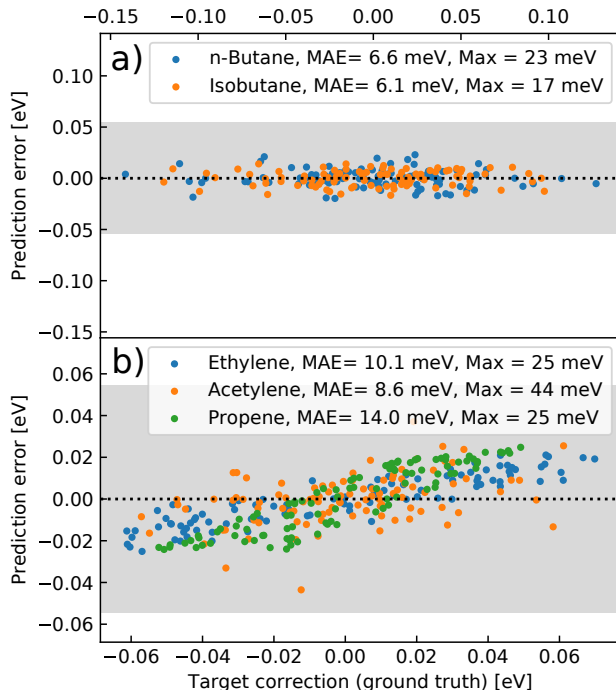 −0.15 −0.10 −0.05 0.00 0.05 0.10
a)
n-Butane, MAE= 6.6 meV, Max = 23 meV
Isobutane, MAE= 6.1 meV, Max = 17 meV
Prediction error [eV]
0.10
0.05
0.00
−0.05
−0.10
−0.15
b)
Ethylene, MAE= 10.1 meV, Max = 25 meV
Acetylene, MAE= 8.6 meV, Max = 44 meV
Propene, MAE= 14.0 meV, Max = 25 meV
Prediction error [eV]
0.06
0.04
0.02
0.00
−0.02
−0.04
−0.06
−0.06 −0.04 −0.02 0.00 0.02 0.04 0.06
Target correction (ground truth) [eV]